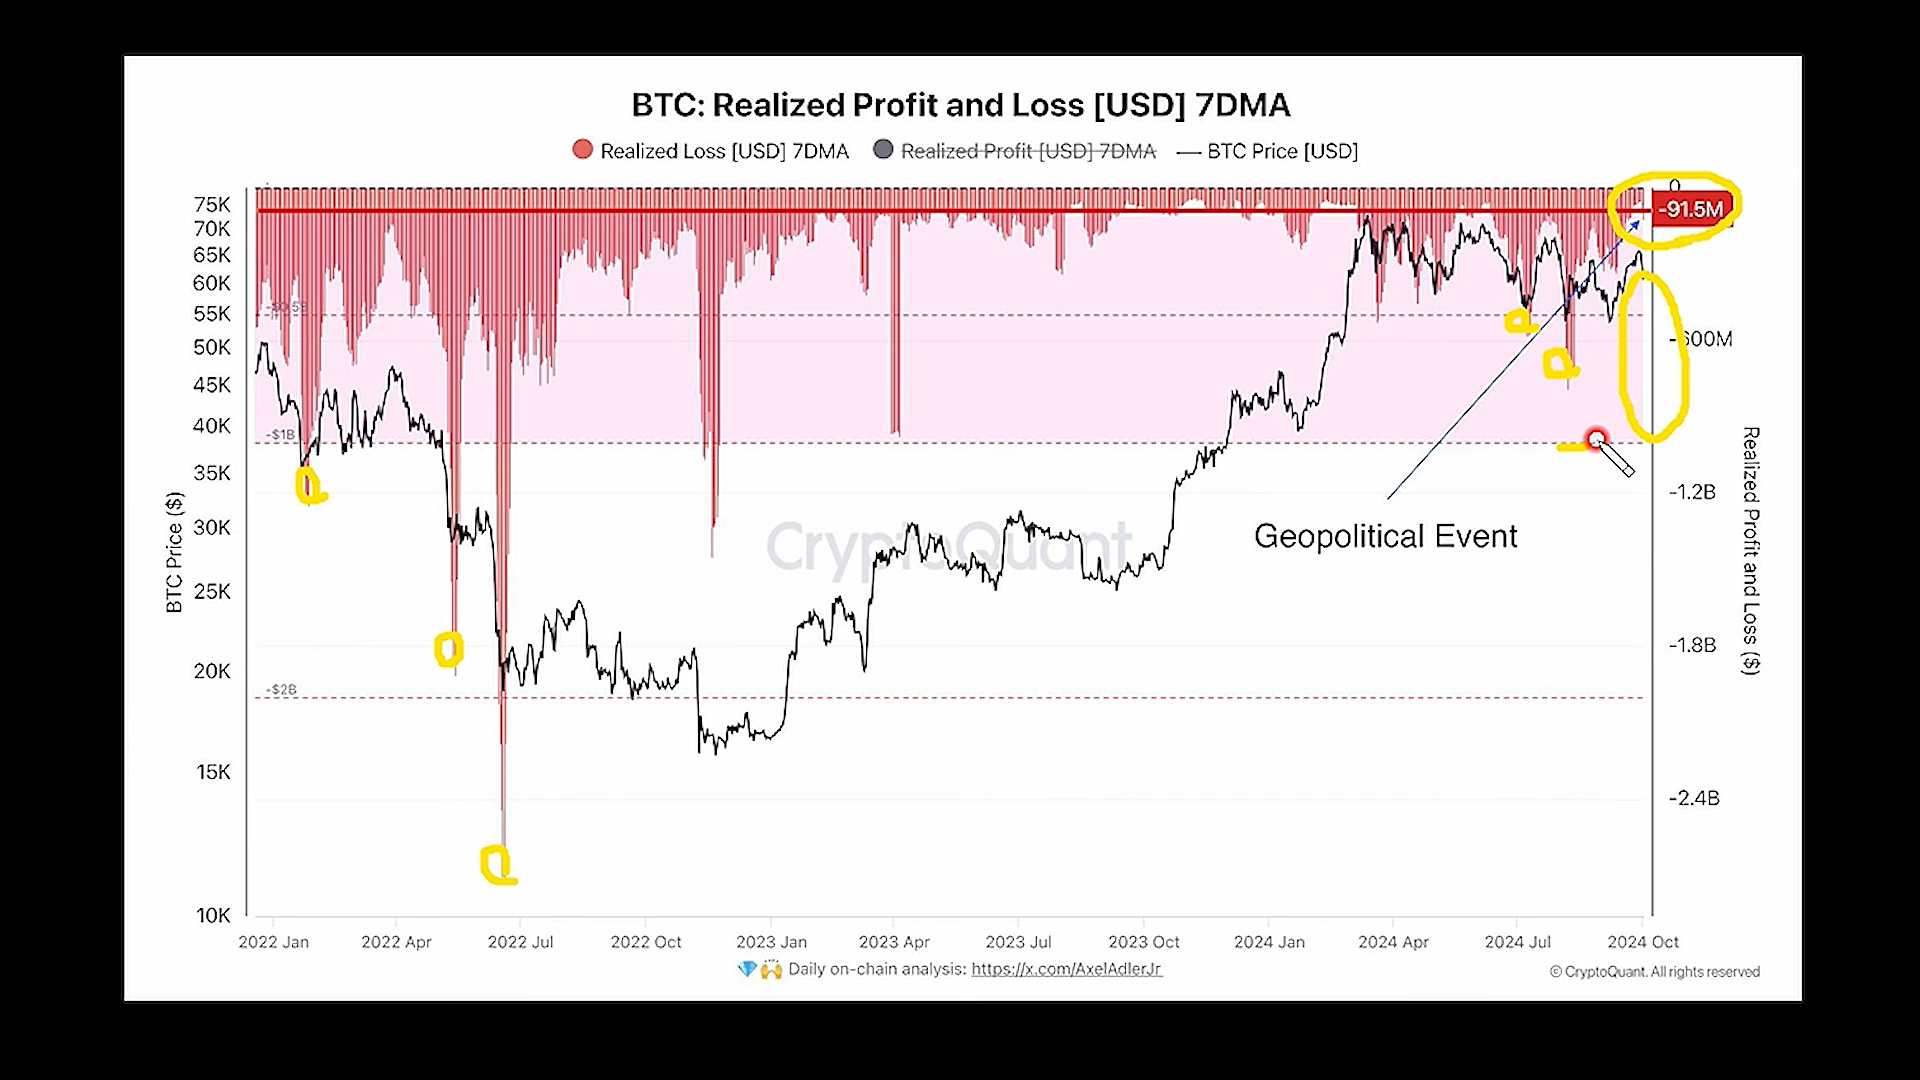 BTC: Realized Profit and Loss [USD] 7DMA
Realized Loss [USD] 7DMA Realized Profit [USD] 7DMA BTC Price [USD]
75K
70K
65K
60K
55K
50K
45K
40K
35K
30K
25K
20K
15K
10K
BTC Price ($)
-$0.5B
-$1B
-$2B
CryptoQuant
Geopolitical Event
0
-91.5M
-600M
-1.2B
-1.8B
-2.4B
Realized Profit and Loss ($)
2022 Jan 2022 Apr 2022 Jul 2022 Oct 2023 Jan 2023 Apr 2023 Jul 2023 Oct 2024 Jan 2024 Apr 2024 Jul 2024 Oct
💎🙌 Daily on-chain analysis: https://x.com/AxelAdlerJr
© CryptoQuant. All rights reserved